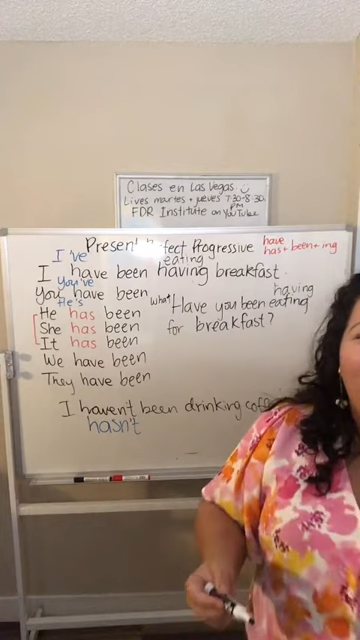 Clases en Las Vegas
Lives martes + jueves 7:30-8:30
PM
FDR Institute on YouTube
Present Perfect Progressive
have
has + been + ing
I've
eating
I have been having breakfast.
You've
You have been
He's
He has been
She has been
It has been
We have been
They have been
having
What Have you been eating
for breakfast?
I haven't been drinking
hasn't